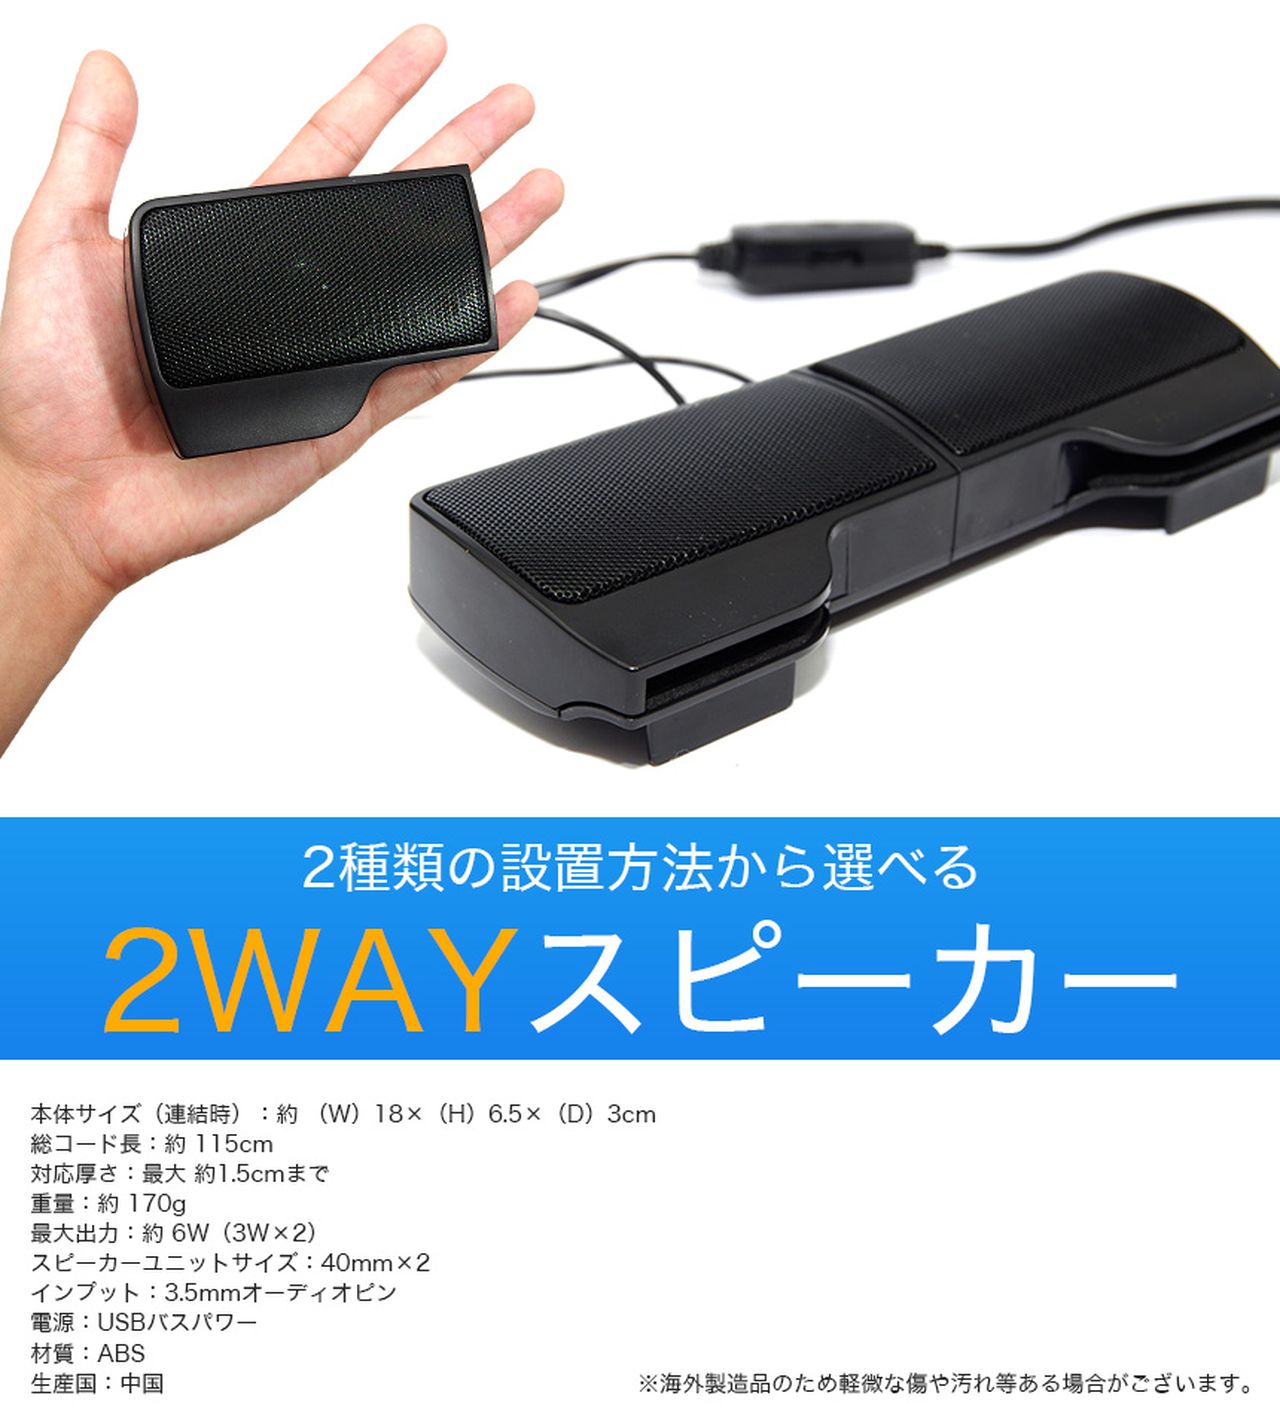 2種類の設置方法から選べる
2WAYスピーカー
本体サイズ（連結時）：約 （W）18×（H）6.5×（D）3cm
総コード長：約 115cm
対応厚さ：最大 約1.5cmまで
重量：約 170g
最大出力：約 6W（3W×2）
スピーカーユニットサイズ：40mm×2
インプット：3.5mmオーディオピン
電源：USBバスパワー
材質：ABS
生産国：中国
※海外製造品のため軽微な傷や汚れ等ある場合がございます。